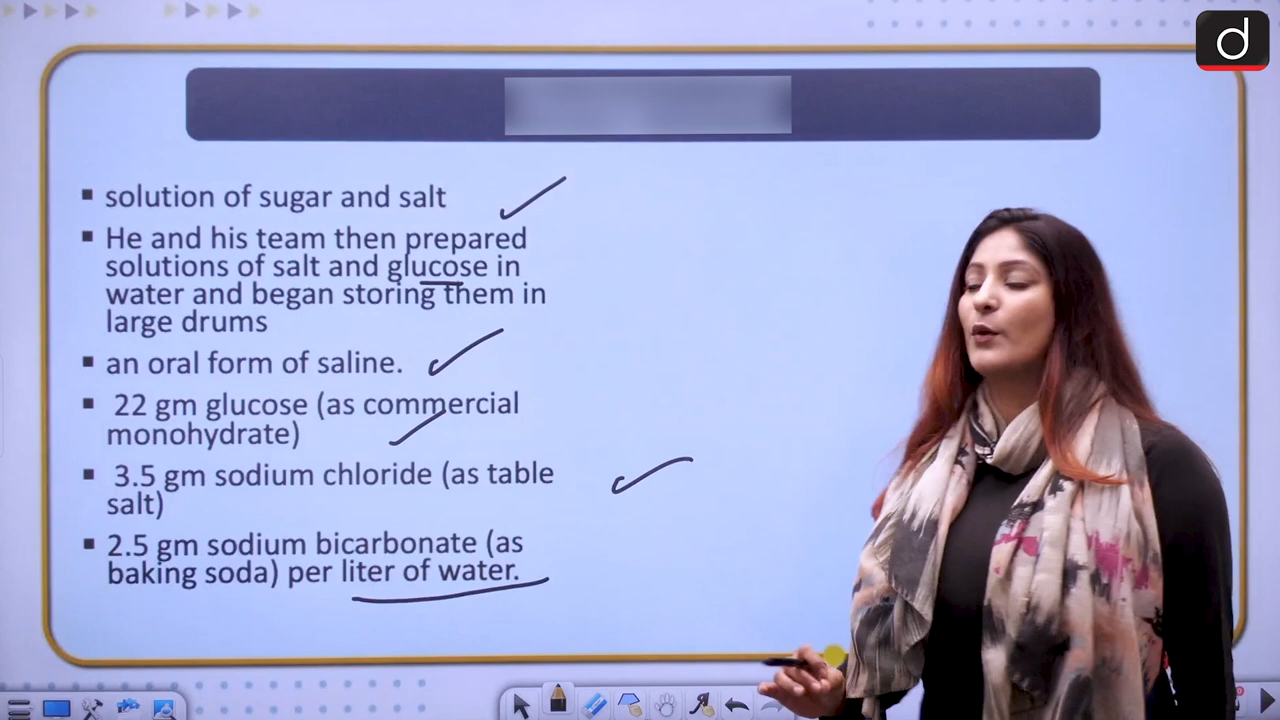 d
solution of sugar and salt
He and his team then prepared
solutions of salt and glucose in
water and began storing them in
large drums
an oral form of saline.
22 gm glucose (as commercial
monohydrate)
3.5 gm sodium chloride (as table
salt)
2.5 gm sodium bicarbonate (as
baking soda) per liter of water.